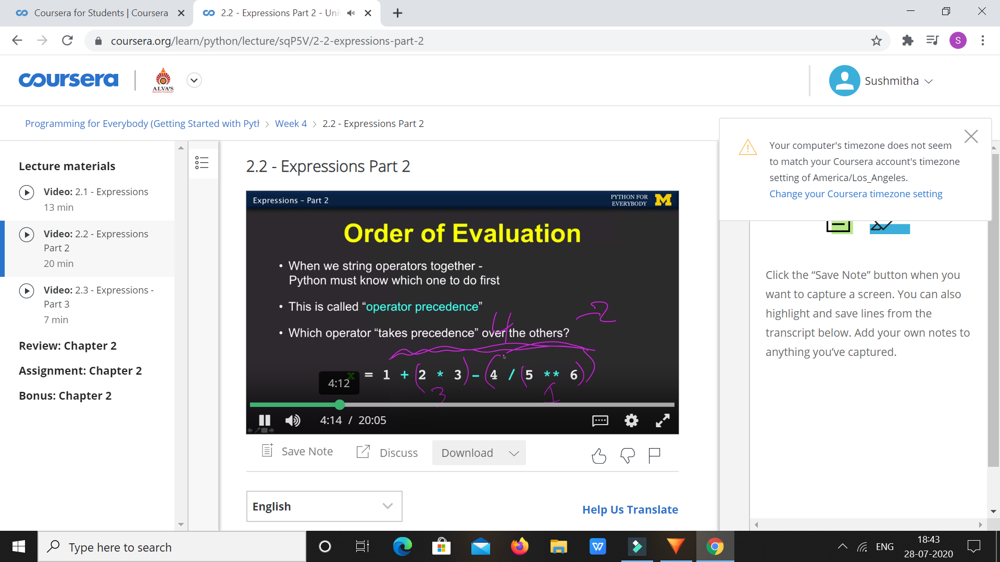 Coursera for Students | Coursera
2.2 - Expressions Part 2 - Uni
coursera.org/learn/python/lecture/sqP5V/2-2-expressions-part-2
S
coursera
ALVA'S
Sushmitha
Programming for Everybody (Getting Started with Pyth
Week 4
2.2 - Expressions Part 2
Your computer's timezone does not seem
to match your Coursera account's timezone
setting of America/Los_Angeles.
Change your Coursera timezone setting
Lecture materials
Video: 2.1 - Expressions
13 min
Video: 2.2 - Expressions
Part 2
20 min
Video: 2.3 - Expressions -
Part 3
7 min
Review: Chapter 2
Assignment: Chapter 2
Bonus: Chapter 2
2.2 - Expressions Part 2
Expressions – Part 2
PYTHON FOR
EVERYBODY
M
Order of Evaluation
• When we string operators together -
Python must know which one to do first
• This is called “operator precedence”
2
4
• Which operator “takes precedence” over the others?
x = 1 + (2 * 3) - (4 / (5 ** 6))
3
1
4:12
4:14 / 20:05
Save Note
Discuss
Download
English
Help Us Translate
Click the “Save Note” button when you
want to capture a screen. You can also
highlight and save lines from the
transcript below. Add your own notes to
anything you’ve captured.
Type here to search
W
ENG
18:43
28-07-2020